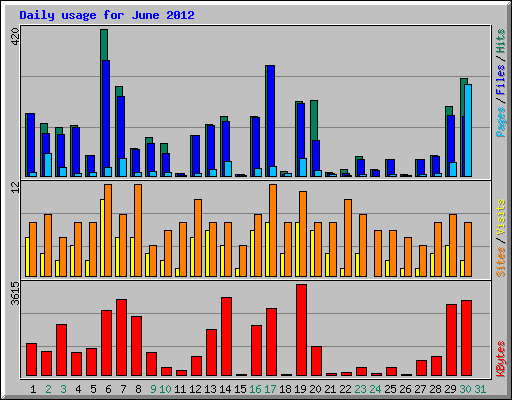 Daily usage for June 2012
420
Pages / Files / Hits
12
Sites / Visits
3615
KBytes
1 2 3 4 5 6 7 8 9 10 11 12 13 14 15 16 17 18 19 20 21 22 23 24 25 26 27 28 29 30 31